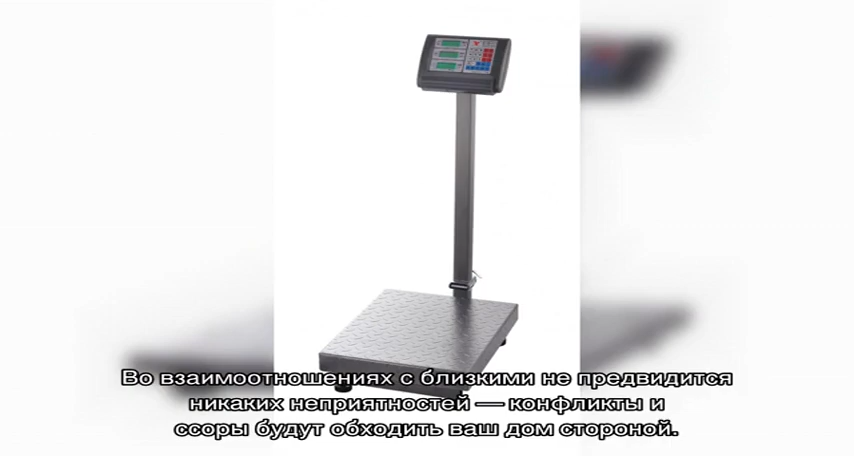 Во взаимоотношениях с близкими не предвидится
никаких неприятностей — конфликты и
ссоры будут обходить ваш дом стороной.